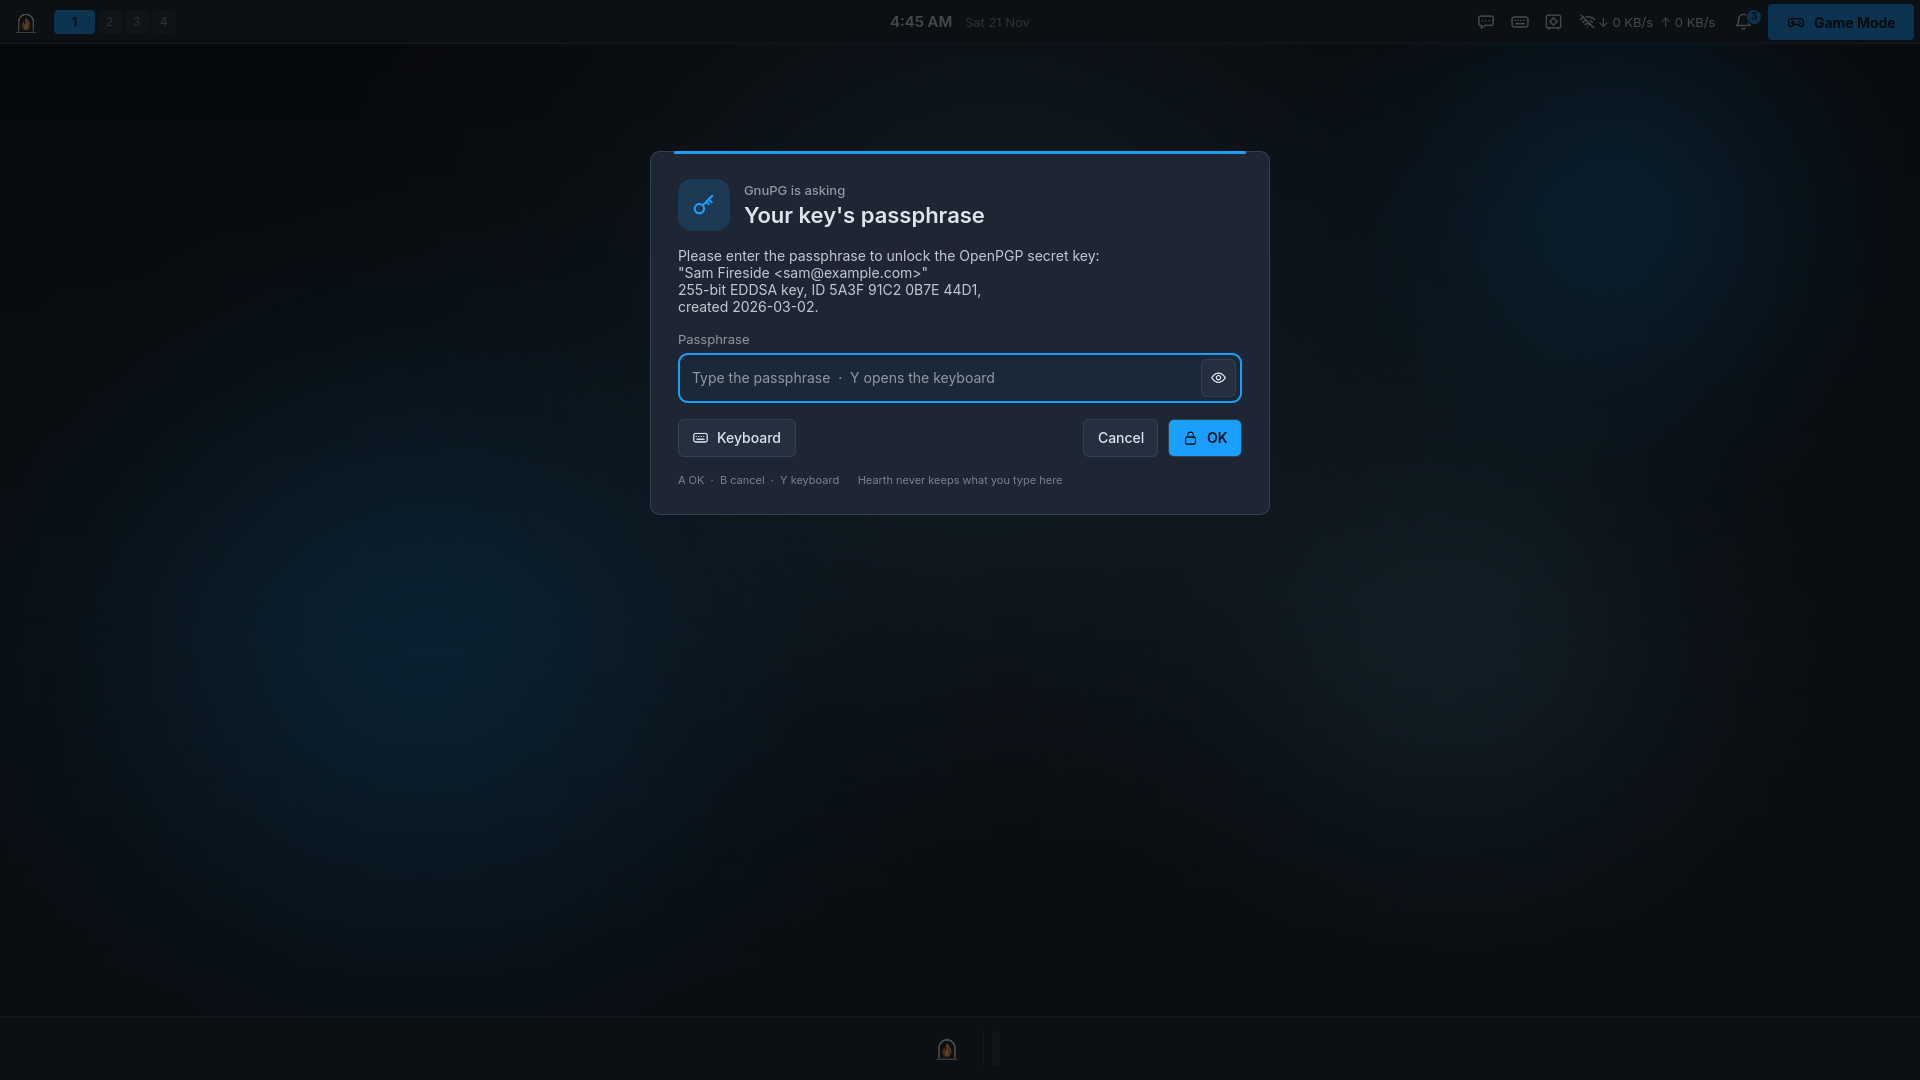 1 2 3 4
4:45 AM Sat 21 Nov
↓ 0 KB/s ↑ 0 KB/s
3
Game Mode
GnuPG is asking
Your key's passphrase
Please enter the passphrase to unlock the OpenPGP secret key:
"Sam Fireside <sam@example.com>"
255-bit EDDSA key, ID 5A3F 91C2 0B7E 44D1,
created 2026-03-02.
Passphrase
Type the passphrase · Y opens the keyboard
Keyboard
Cancel
OK
A OK · B cancel · Y keyboard Hearth never keeps what you type here